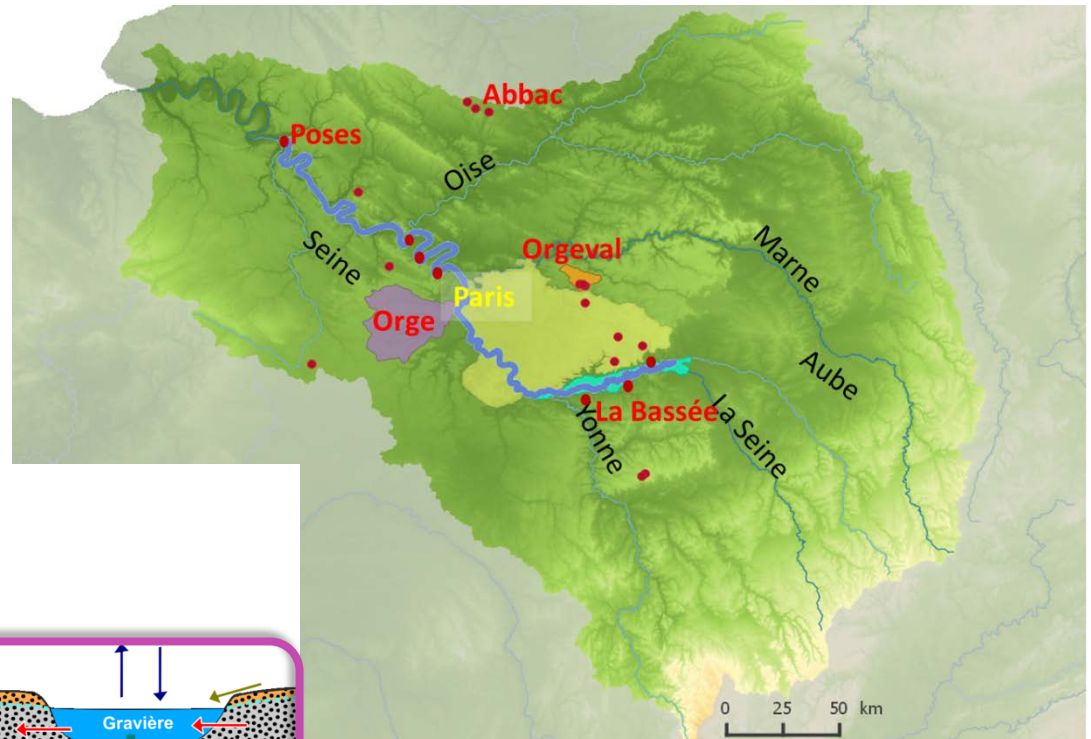 Abbac
Poses
Oise
Seine
Orgeval
Marne
Paris
Orge
Aube
La Bassée
Yonne
La Seine
Gravière
0 25 50 km